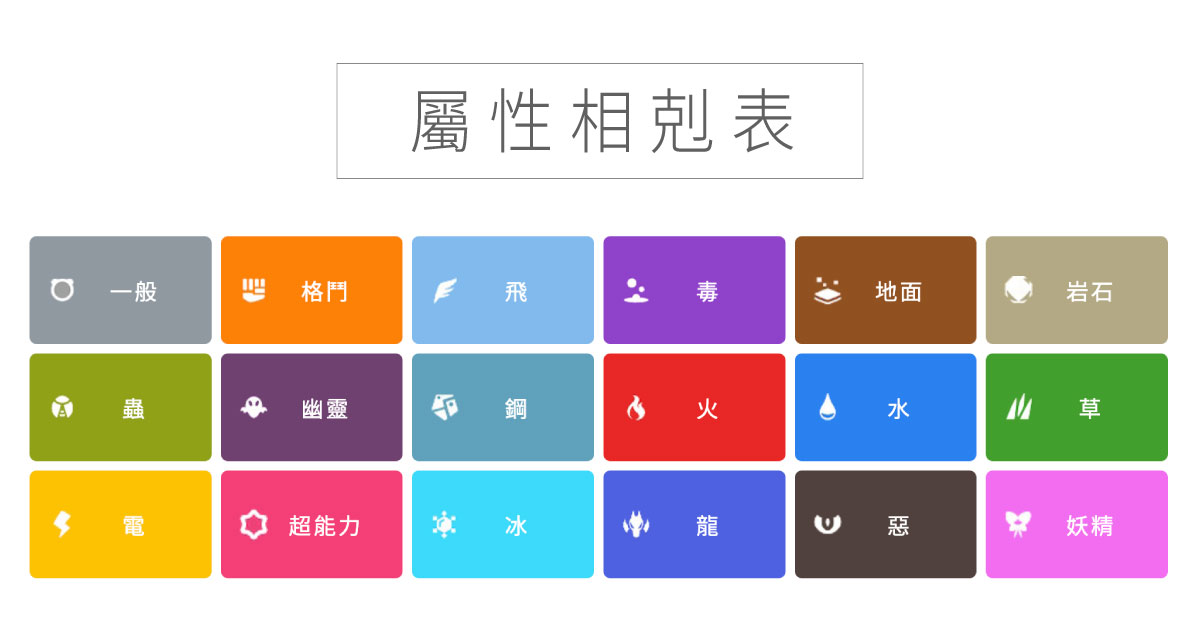 屬性相剋表
一般 格鬥 飛 毒 地面 岩石
蟲 幽靈 鋼 火 水 草
電 超能力 冰 龍 惡 妖精